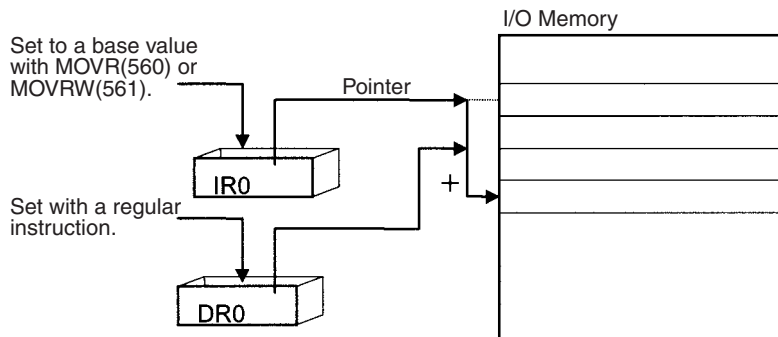 I/O Memory
Set to a base value
with MOVR(560) or
MOVRW(561).
Pointer
IR0
+
Set with a regular
instruction.
DR0